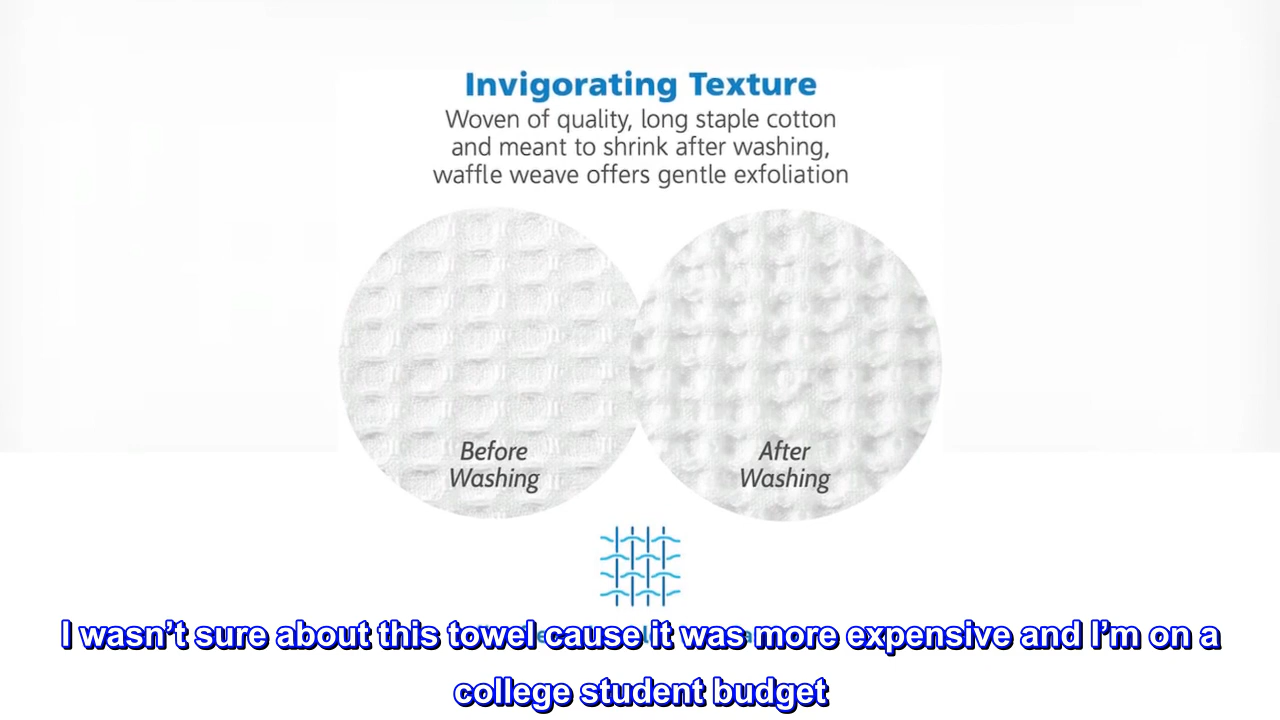 Invigorating Texture
Woven of quality, long staple cotton
and meant to shrink after washing,
waffle weave offers gentle exfoliation
Before
Washing
After
Washing
I wasn’t sure about this towel cause it was more expensive and I’m on a
college student budget